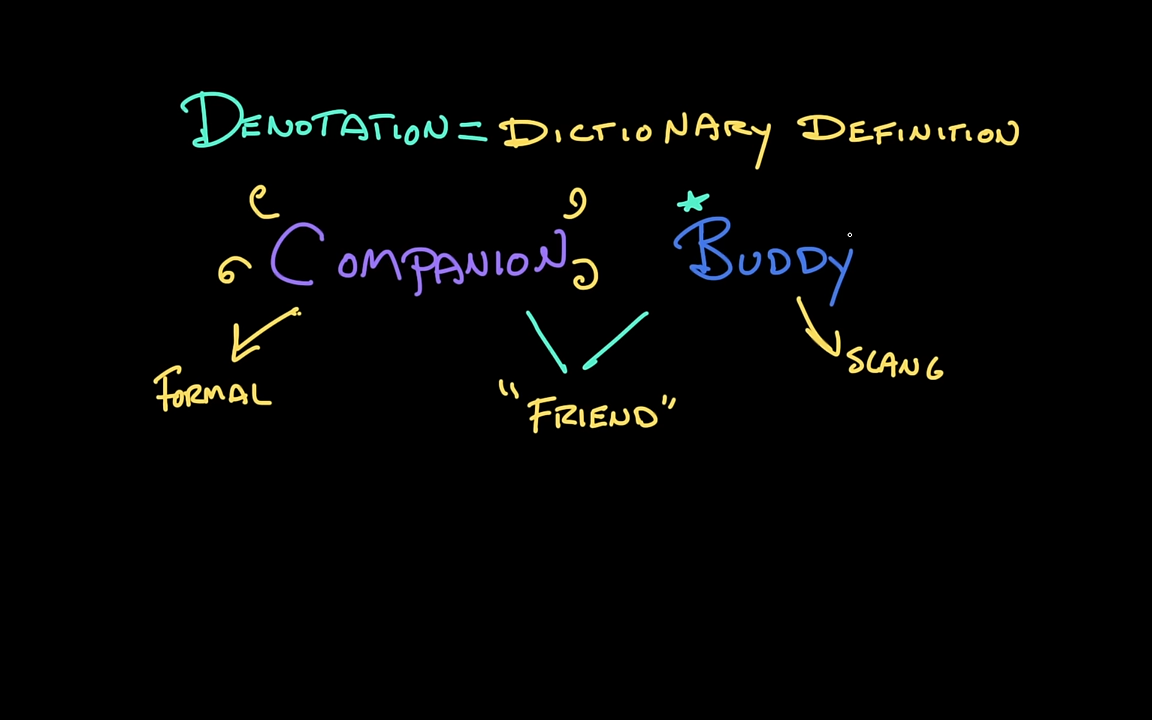 DENOTATION = DICTIONARY DEFINITION
COMPANION BUDDY
FORMAL "FRIEND" SLANG